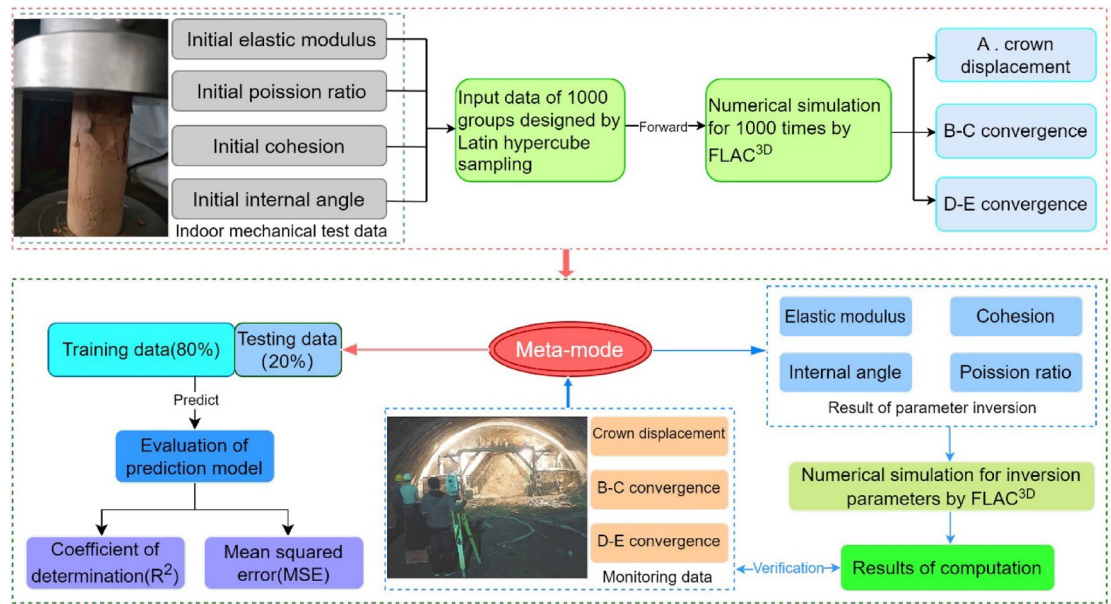 Initial elastic modulus
Initial poission ratio
Initial cohesion
Initial internal angle
Indoor mechanical test data
Input data of 1000
groups designed by
Latin hypercube
sampling
Forward
Numerical simulation
for 1000 times by
FLAC3D
A . crown
displacement
B-C convergence
D-E convergence
Training data(80%)
Testing data
(20%)
Predict
Evaluation of
prediction model
Coefficient of
determination(R2)
Mean squared
error(MSE)
Meta-mode
Crown displacement
B-C convergence
D-E convergence
Monitoring data
Elastic modulus
Cohesion
Internal angle
Poission ratio
Result of parameter inversion
Numerical simulation for inversion
parameters by FLAC3D
Verification
Results of computation